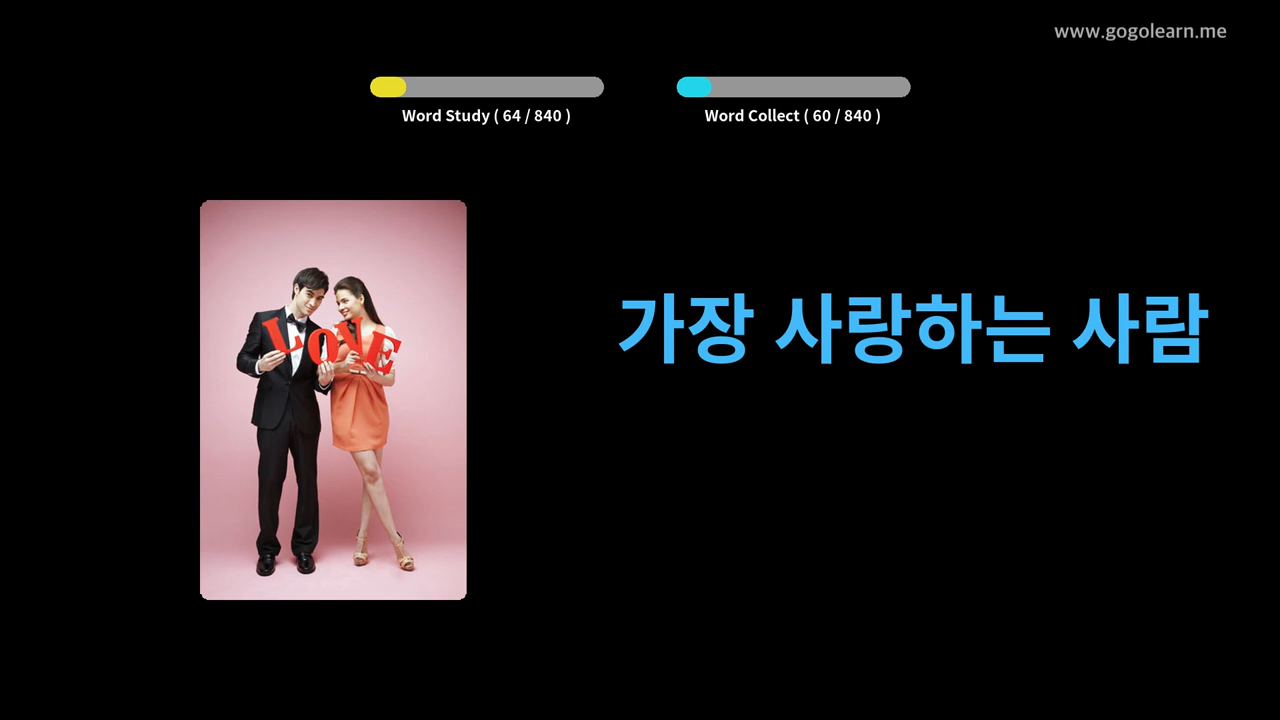 www.gogolearn.me
Word Study ( 64 / 840 )
Word Collect ( 60 / 840 )
LOVE
가장 사랑하는 사람